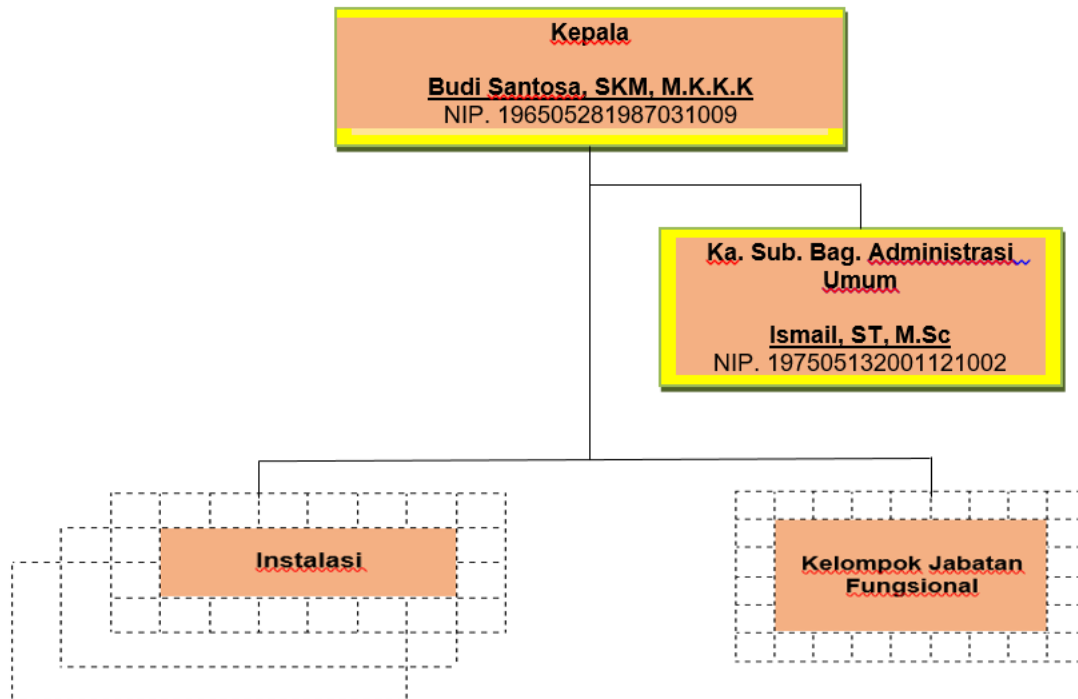 Kepala
Budi Santosa, SKM, M.K.K.K
NIP. 196505281987031009
Ka. Sub. Bag. Administrasi
Umum
Ismail, ST, M.Sc
NIP. 197505132001121002
Instalasi
Kelompok Jabatan
Fungsional